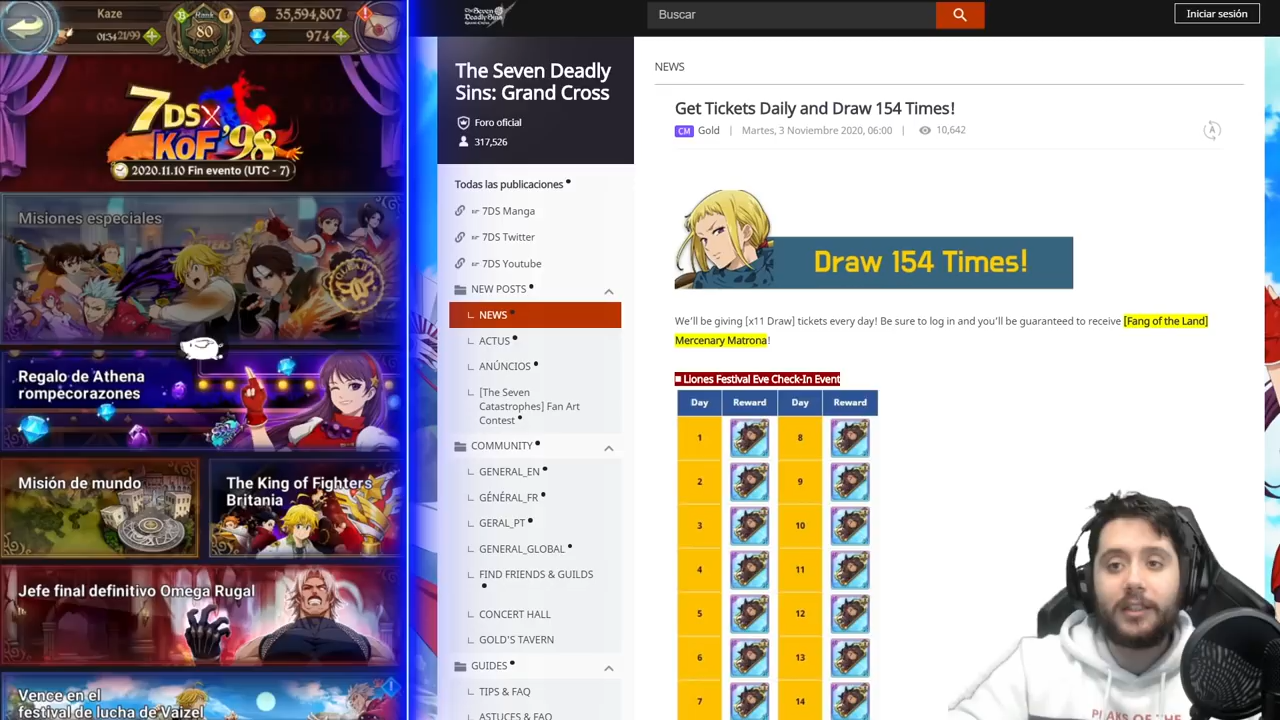 Kaze
Rank
80
35,594,807
974
7DS x
KOF'98
2020.11.10 Fin evento (UTC - 7)
Misiones especiales
Regalo de Athena
rompecorazones
Misión de mundo
The King of Fighters
Britania
Jefe final definitivo Omega Rugal
Vence en el
festival de lucha de Vaizel
The Seven
Deadly Sins
Buscar
Iniciar sesión
The Seven Deadly
Sins: Grand Cross
Foro oficial
317,526
Todas las publicaciones
7DS Manga
7DS Twitter
7DS Youtube
NEW POSTS
NEWS
ACTUS
ANÚNCIOS
[The Seven
Catastrophes] Fan Art
Contest
COMMUNITY
GENERAL_EN
GÉNÉRAL_FR
GERAL_PT
GENERAL_GLOBAL
FIND FRIENDS & GUILDS
CONCERT HALL
GOLD'S TAVERN
GUIDES
TIPS & FAQ
ASTUCES & FAQ
NEWS
Get Tickets Daily and Draw 154 Times!
CM Gold | Martes, 3 Noviembre 2020, 06:00 | 10,642
A
Draw 154 Times!
We'll be giving [x11 Draw] tickets every day! Be sure to log in and you'll be guaranteed to receive [Fang of the Land]
Mercenary Matrona!
■ Liones Festival Eve Check-In Event
Day Reward Day Reward
1 8
2 9
3 10
4 11
5 12
6 13
7 14